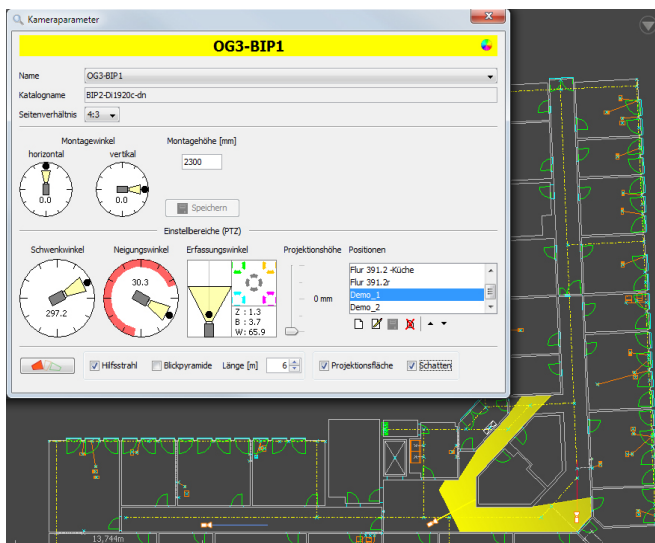 Kameraparameter
OG3-BIP1
Name OG3-BIP1
Katalogname BIP2-Di1920c-dn
Seitenverhältnis 4:3
Montagewinkel Montagehöhe [mm]
horizontal vertikal
2300
0.0 0.0
Speichern
Einstellbereiche (PTZ)
Schwenkwinkel Neigungswinkel Erfassungswinkel Projektionshöhe Positionen
Flur 391.2 -Küche
Flur 391.2r
30.3
Demo_1
0 mm
Z : 1.3
Demo_2
297.2
B : 3.7
W: 65.9
Hilfsstrahl Blickpyramide Länge [m] 6 Projektionsfläche Schatten
13,744m